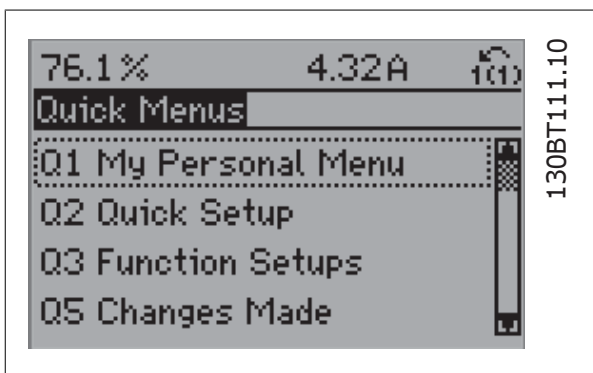 76.1% 4.32A 1(1)
Quick Menus
Q1 My Personal Menu
Q2 Quick Setup
Q3 Function Setups
Q5 Changes Made
130BT111.10